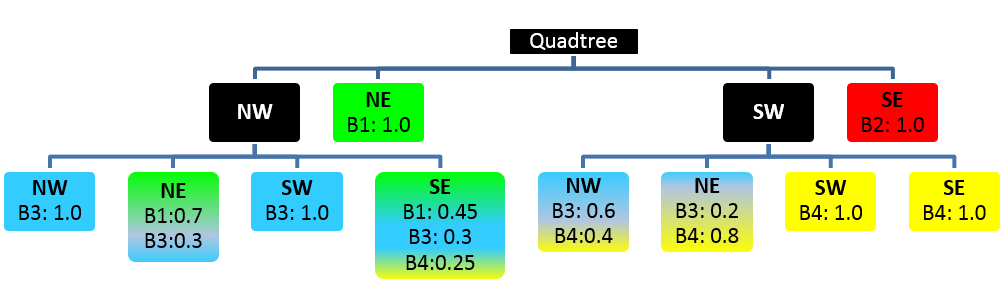 Quadtree
NW
NE
B1: 1.0
SW
SE
B2: 1.0
NW
B3: 1.0
NE
B1:0.7
B3:0.3
SW
B3: 1.0
SE
B1: 0.45
B3: 0.3
B4:0.25
NW
B3: 0.6
B4:0.4
NE
B3: 0.2
B4: 0.8
SW
B4: 1.0
SE
B4: 1.0